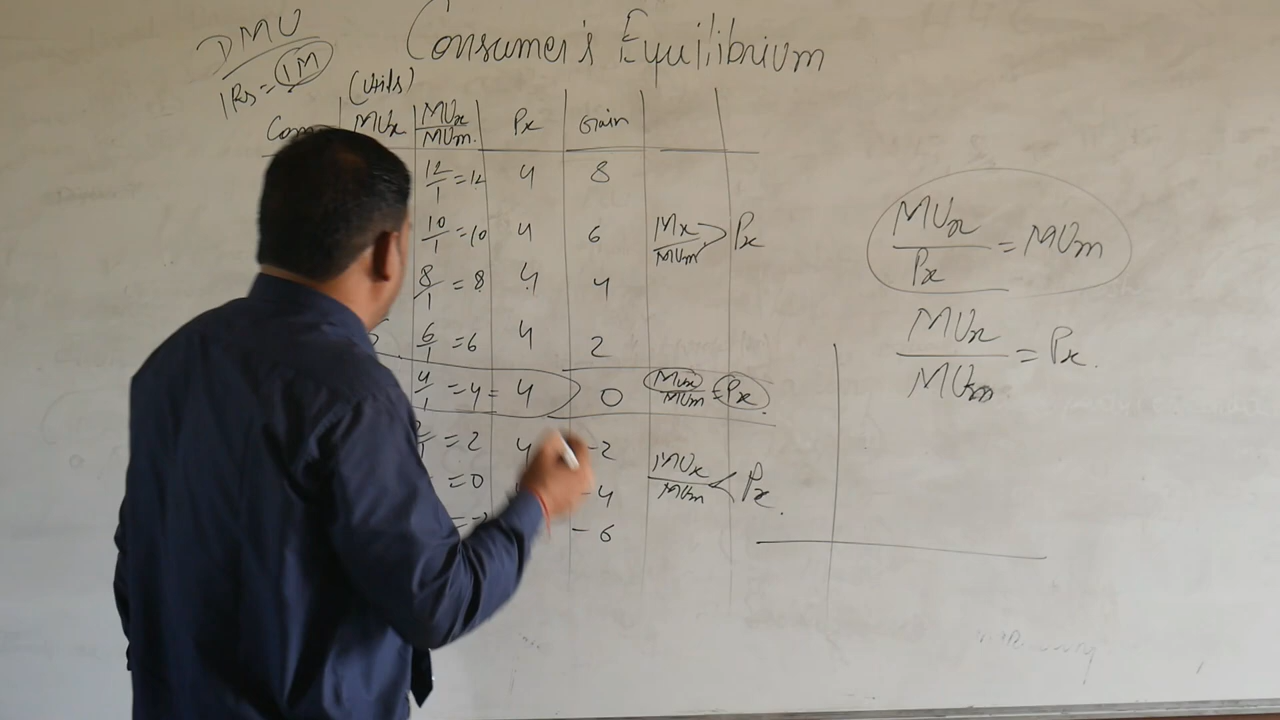 DMU
Consumer's Equilibrium
1Rs = 1M
(Utils)
Com MUx MUx/MUm. Px Gain
12/1 = 12 4 8
10/1 = 10 4 6 Mx/MUm > Px
8/1 = 8 4 4
6/1 = 6 4 2
4/1 = 4 = 4 0 MUx/MUm = Px.
= 2 4 -2
= 0 -4 MUx/MUm < Px.
- 6
MUx/Px = MUm
MUx/MUm = Px.